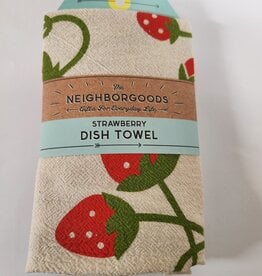 The
NEIGHBORGOODS
Gifts For Everyday Life
STRAWBERRY
DISH TOWEL